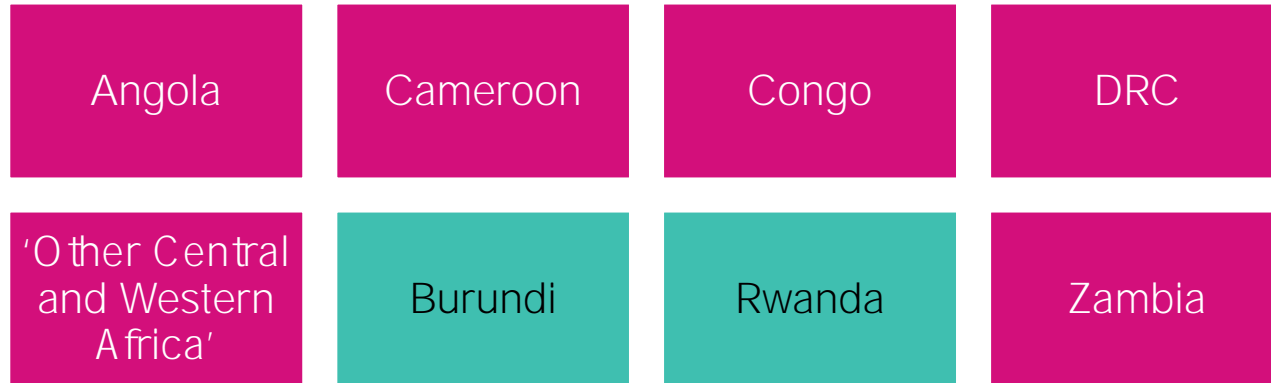 Angola
Cameroon
Congo
DRC
'Other Central
and Western
Africa'
Burundi
Rwanda
Zambia